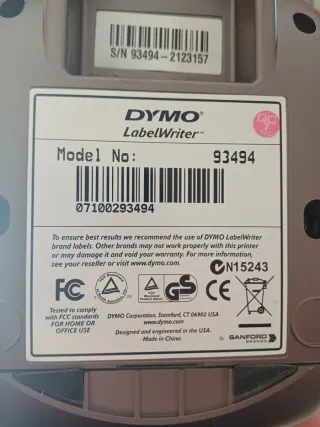 S/N 93494-2123157
DYMO®
LabelWriter™
Model No: 93494
07100293494
To ensure best results we recommend the use of DYMO LabelWriter
brand labels. Other brands may not work properly with this printer
or may damage it and void your warranty. For more information,
see your reseller or visit www.dymo.com.
N15243
FC
GS
Tested to comply
with FCC standards
FOR HOME OR
OFFICE USE
DYMO Corporation, Stamford, CT 06902 USA
www.dymo.com
Designed and engineered in the USA.
Made in China.
By SANFORD
BRANDS